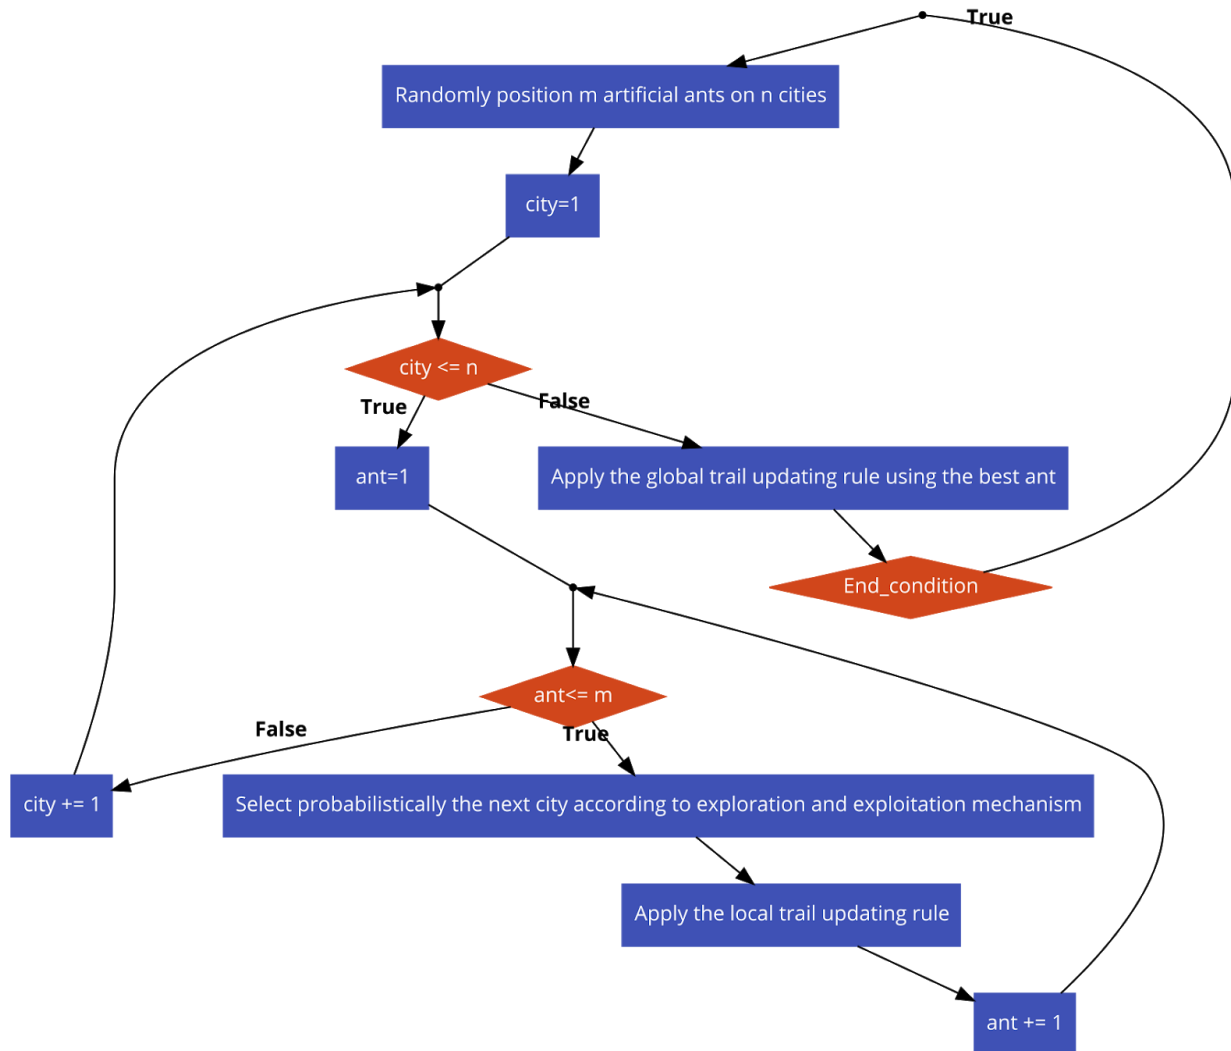 True
Randomly position m artificial ants on n cities
city=1
city <= n
True
False
ant=1
Apply the global trail updating rule using the best ant
End_condition
ant<= m
False
True
city += 1
Select probabilistically the next city according to exploration and exploitation mechanism
Apply the local trail updating rule
ant += 1